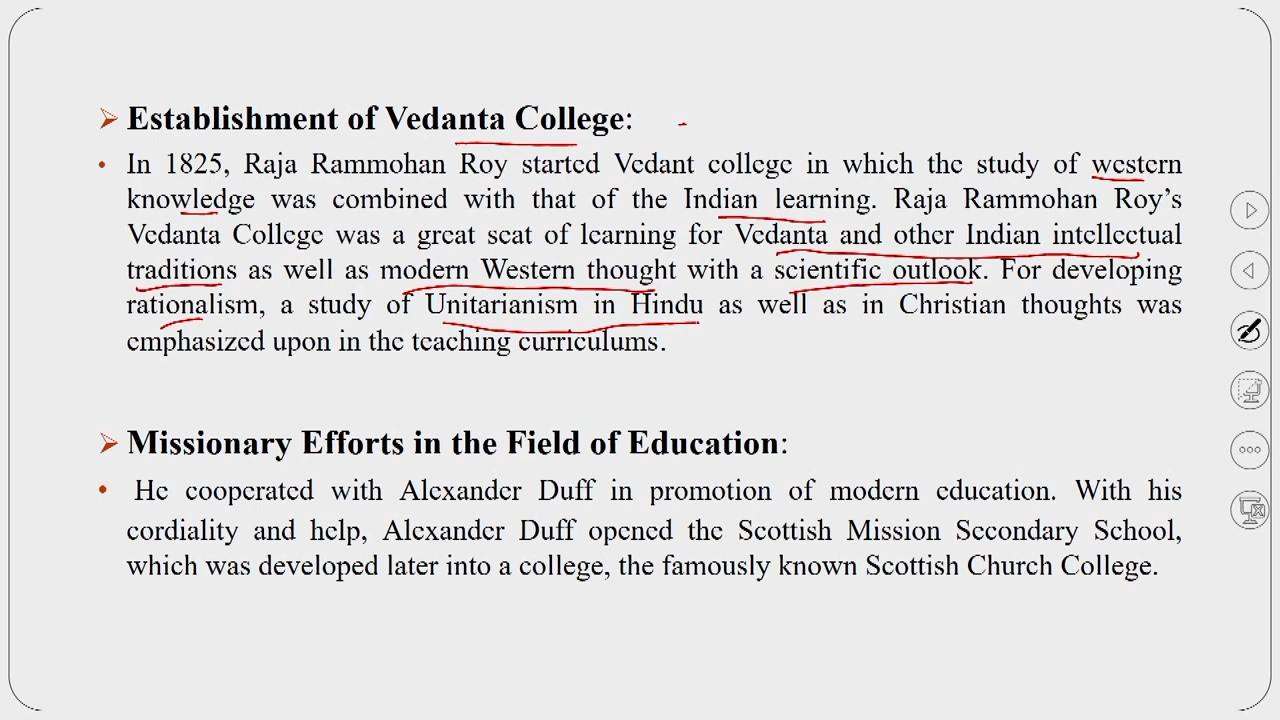 ➢ Establishment of Vedanta College:
• In 1825, Raja Rammohan Roy started Vedant college in which the study of western
knowledge was combined with that of the Indian learning. Raja Rammohan Roy’s
Vedanta College was a great seat of learning for Vedanta and other Indian intellectual
traditions as well as modern Western thought with a scientific outlook. For developing
rationalism, a study of Unitarianism in Hindu as well as in Christian thoughts was
emphasized upon in the teaching curriculums.
➢ Missionary Efforts in the Field of Education:
• He cooperated with Alexander Duff in promotion of modern education. With his
cordiality and help, Alexander Duff opened the Scottish Mission Secondary School,
which was developed later into a college, the famously known Scottish Church College.